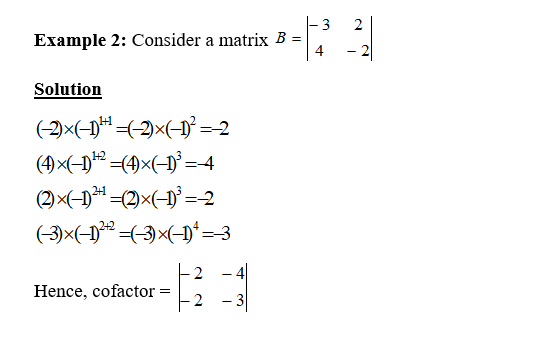 Example 2: Consider a matrix B = |−3 2|
|4 −2|
Solution
(−2)×(−1)¹⁺¹ =(−2)×(−1)² =−2
(4)×(−1)¹⁺² =(4)×(−1)³ =−4
(2)×(−1)²⁺¹ =(2)×(−1)³ =−2
(−3)×(−1)²⁺² =(−3)×(−1)⁴ =−3
Hence, cofactor = |−2 −4|
|−2 −3|